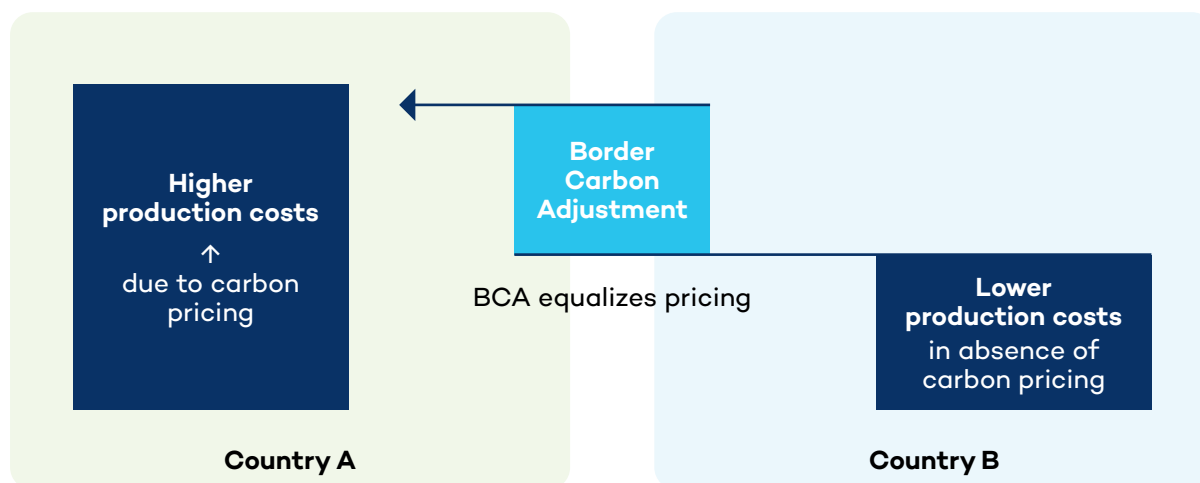 Higher
production costs
↑
due to carbon
pricing
Border
Carbon
Adjustment
BCA equalizes pricing
Lower
production costs
in absence of
carbon pricing
Country A
Country B